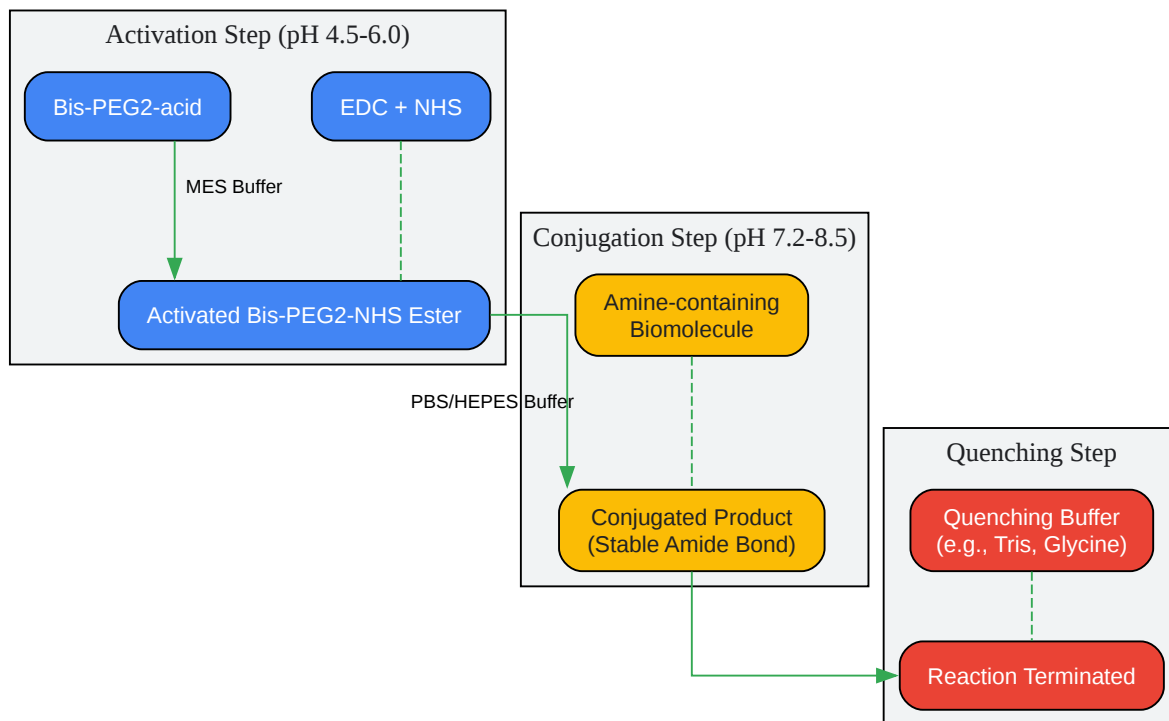 Activation Step (pH 4.5-6.0)
Bis-PEG2-acid
EDC + NHS
MES Buffer
Activated Bis-PEG2-NHS Ester
Conjugation Step (pH 7.2-8.5)
Amine-containing
Biomolecule
PBS/HEPES Buffer
Conjugated Product
(Stable Amide Bond)
Quenching Step
Quenching Buffer
(e.g., Tris, Glycine)
Reaction Terminated